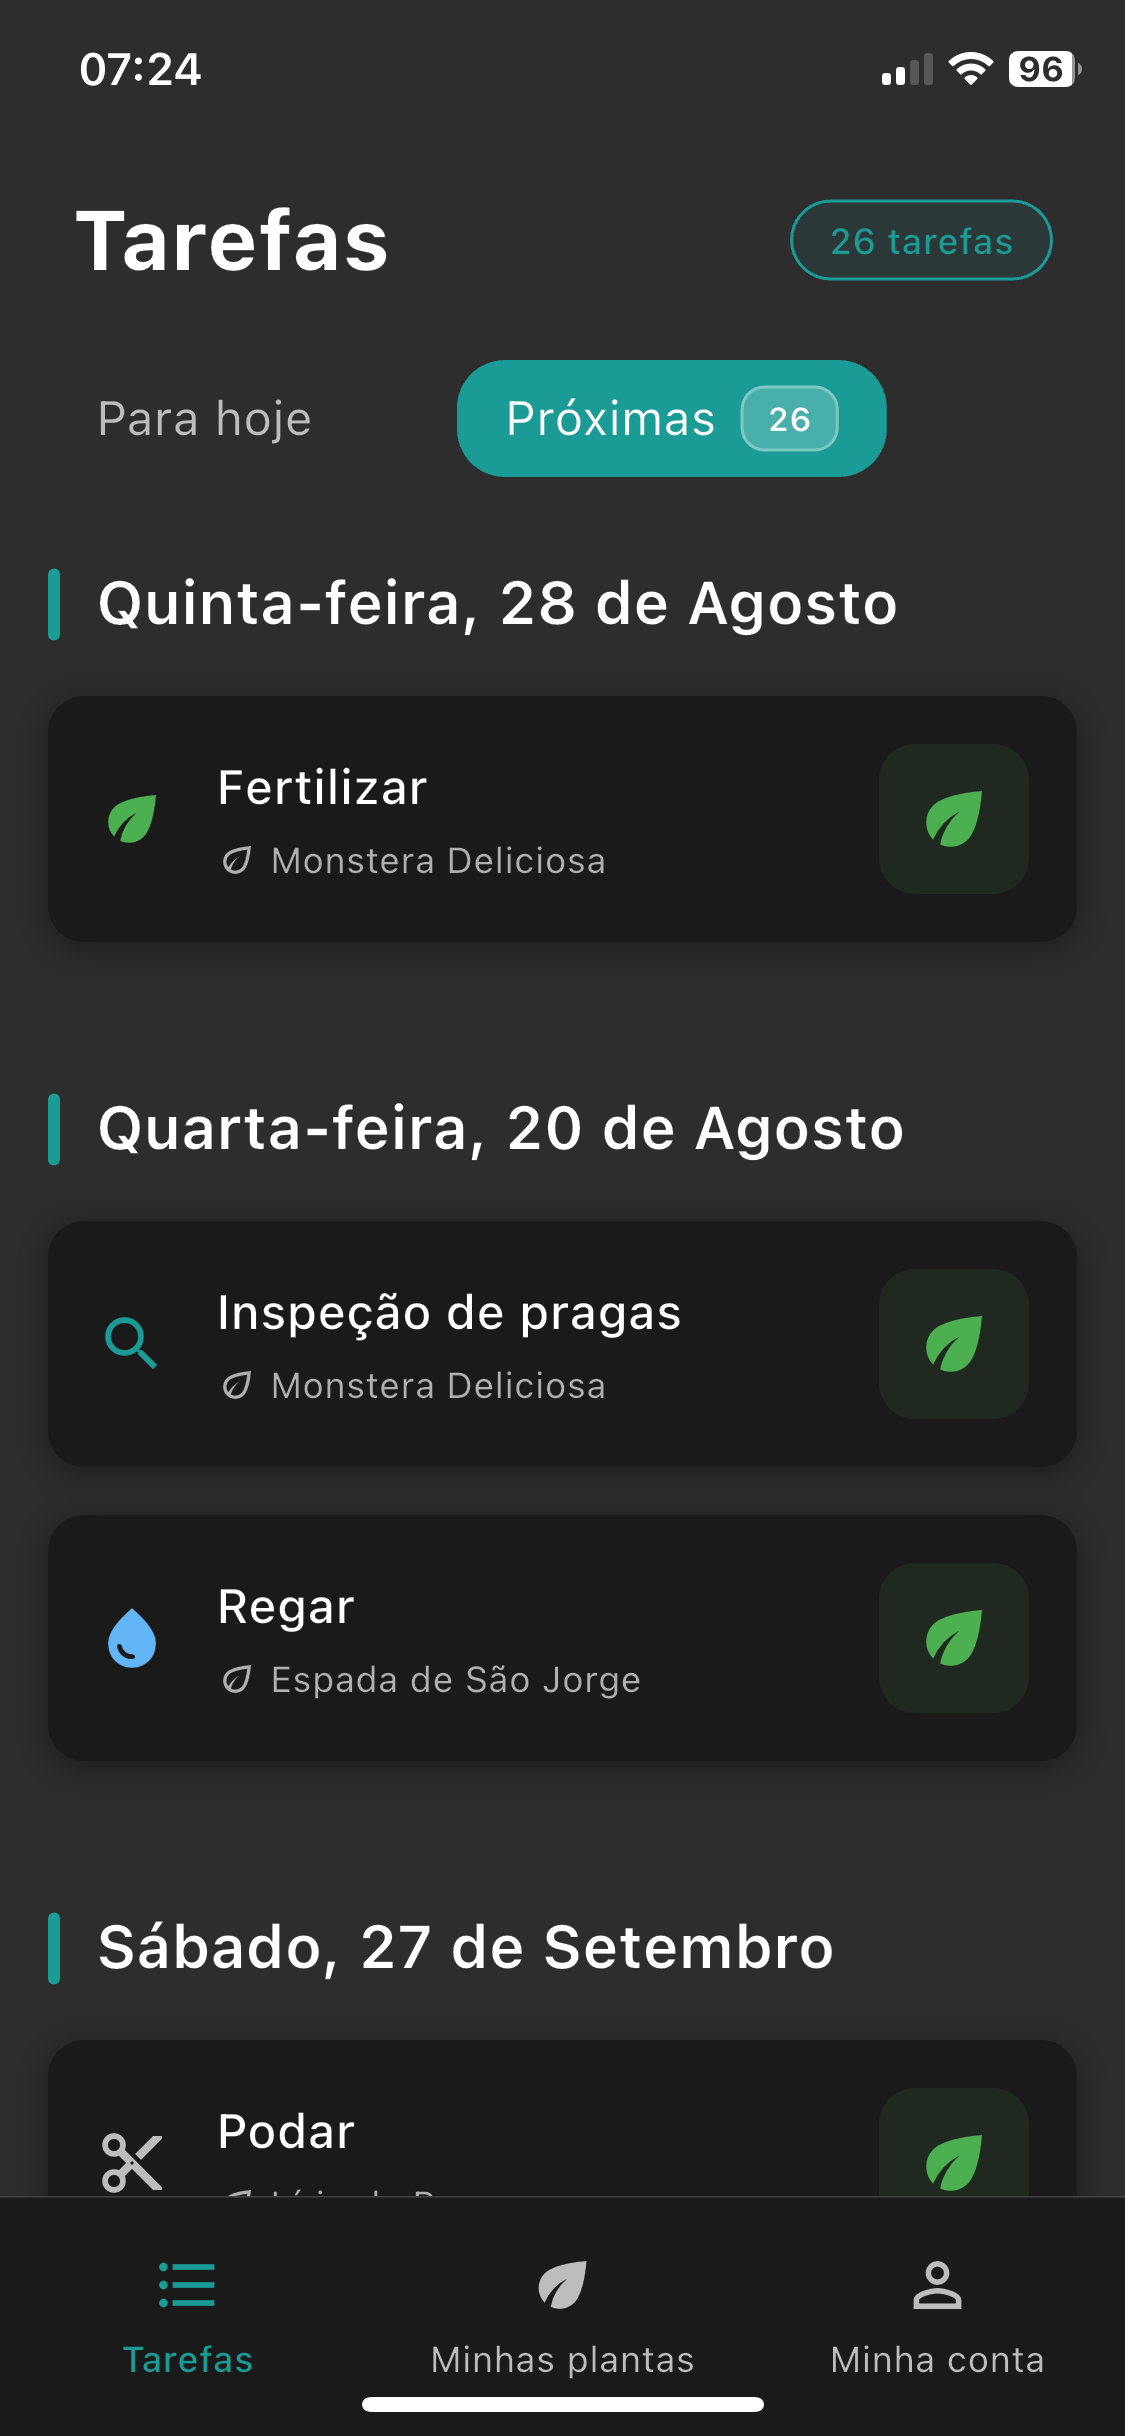 07:24
96
Tarefas
26 tarefas
Para hoje
Próximas 26
Quinta-feira, 28 de Agosto
Fertilizar
Monstera Deliciosa
Quarta-feira, 20 de Agosto
Inspeção de pragas
Monstera Deliciosa
Regar
Espada de São Jorge
Sábado, 27 de Setembro
Podar
Tarefas
Minhas plantas
Minha conta